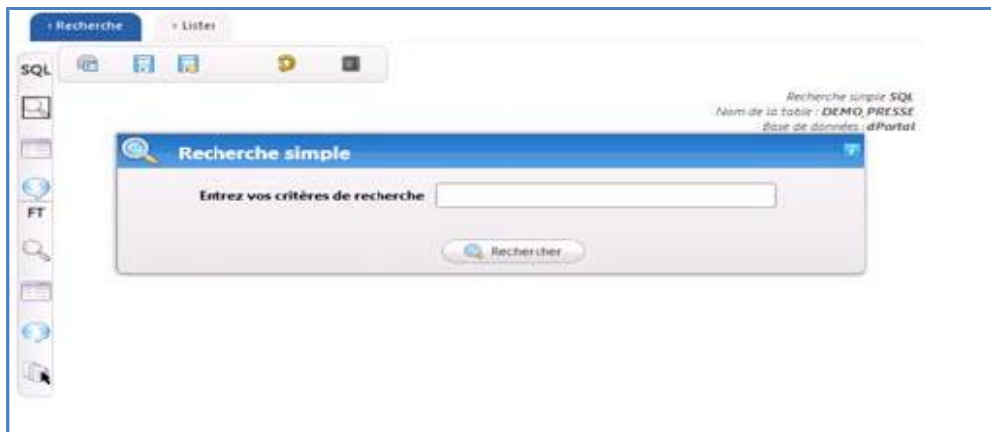 Recherche
Lister
SQL
Recherche simple SQL
Nom de la table : DEMO_PRESSE
Base de données : dPortal
Recherche simple
Entrez vos critères de recherche
FT
Rechercher